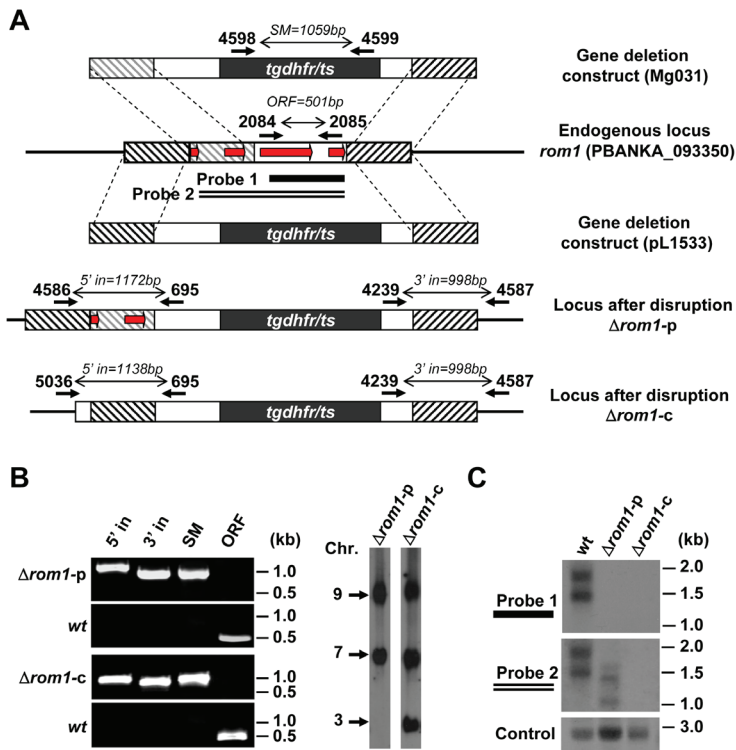 A
SM=1059bp
4598 4599
tgdhfr/ts
Gene deletion
construct (Mg031)
ORF=501bp
2084 2085
Endogenous locus
rom1 (PBANKA_093350)
Probe 1
Probe 2
tgdhfr/ts
Gene deletion
construct (pL1533)
5’ in=1172bp 3’ in=998bp
4586 695 4239 4587
tgdhfr/ts
Locus after disruption
Δrom1-p
5’ in=1138bp 3’ in=998bp
5036 695 4239 4587
tgdhfr/ts
Locus after disruption
Δrom1-c
B
5’ in 3’ in SM ORF (kb)
Δrom1-p
1.0
0.5
wt
1.0
0.5
Δrom1-c
1.0
0.5
wt
1.0
0.5
Δrom1-p Δrom1-c
Chr.
9
7
3
C
wt Δrom1-p Δrom1-c (kb)
Probe 1
2.0
1.5
1.0
Probe 2
2.0
1.5
1.0
Control
3.0